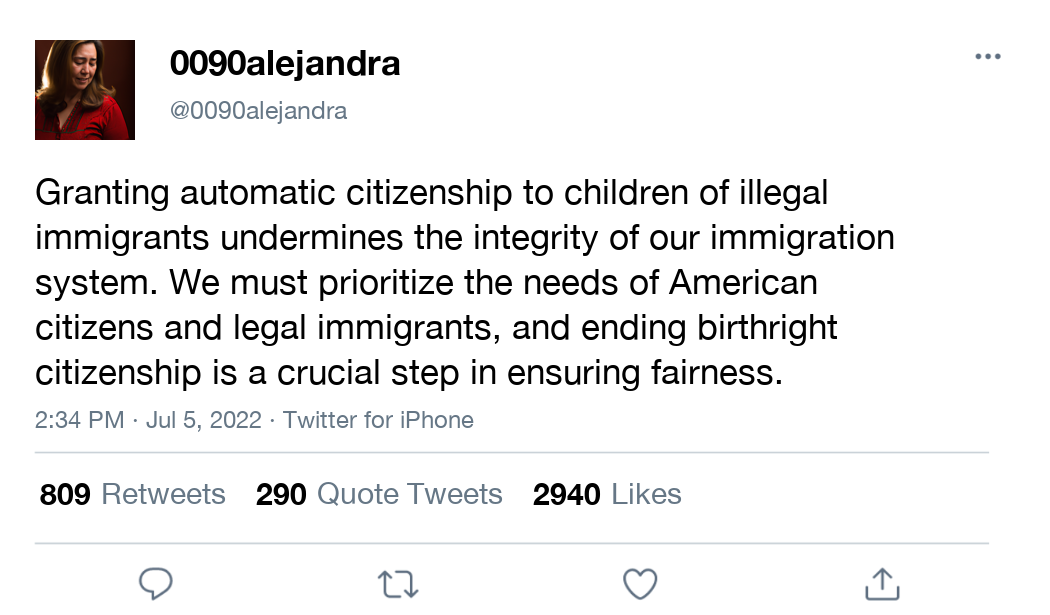 0090alejandra
@0090alejandra
Granting automatic citizenship to children of illegal
immigrants undermines the integrity of our immigration
system. We must prioritize the needs of American
citizens and legal immigrants, and ending birthright
citizenship is a crucial step in ensuring fairness.
2:34 PM · Jul 5, 2022 · Twitter for iPhone
809 Retweets 290 Quote Tweets 2940 Likes